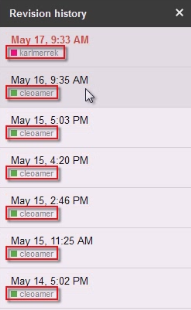 Revision history ×
May 17, 9:33 AM
karlmarrek
May 16, 9:35 AM
cleoamer
May 15, 5:03 PM
cleoamer
May 15, 4:20 PM
cleoamer
May 15, 2:46 PM
cleoamer
May 15, 11:25 AM
cleoamer
May 14, 5:02 PM
cleoamer